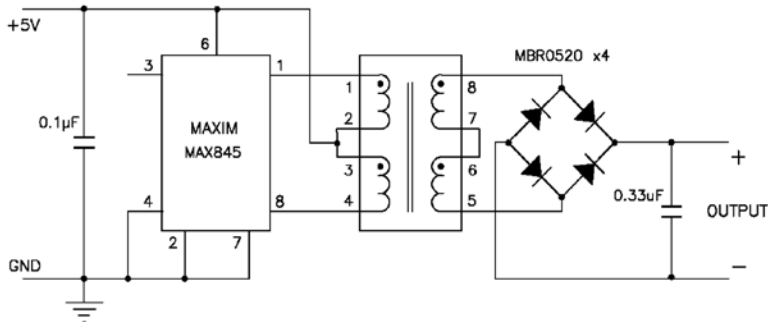 +5V
6
MBR0520 x4
3
1
1
8
0.1µF
MAXIM
MAX845
2
7
3
6
+
4
8
4
5
0.33uF
OUTPUT
2
7
GND
−